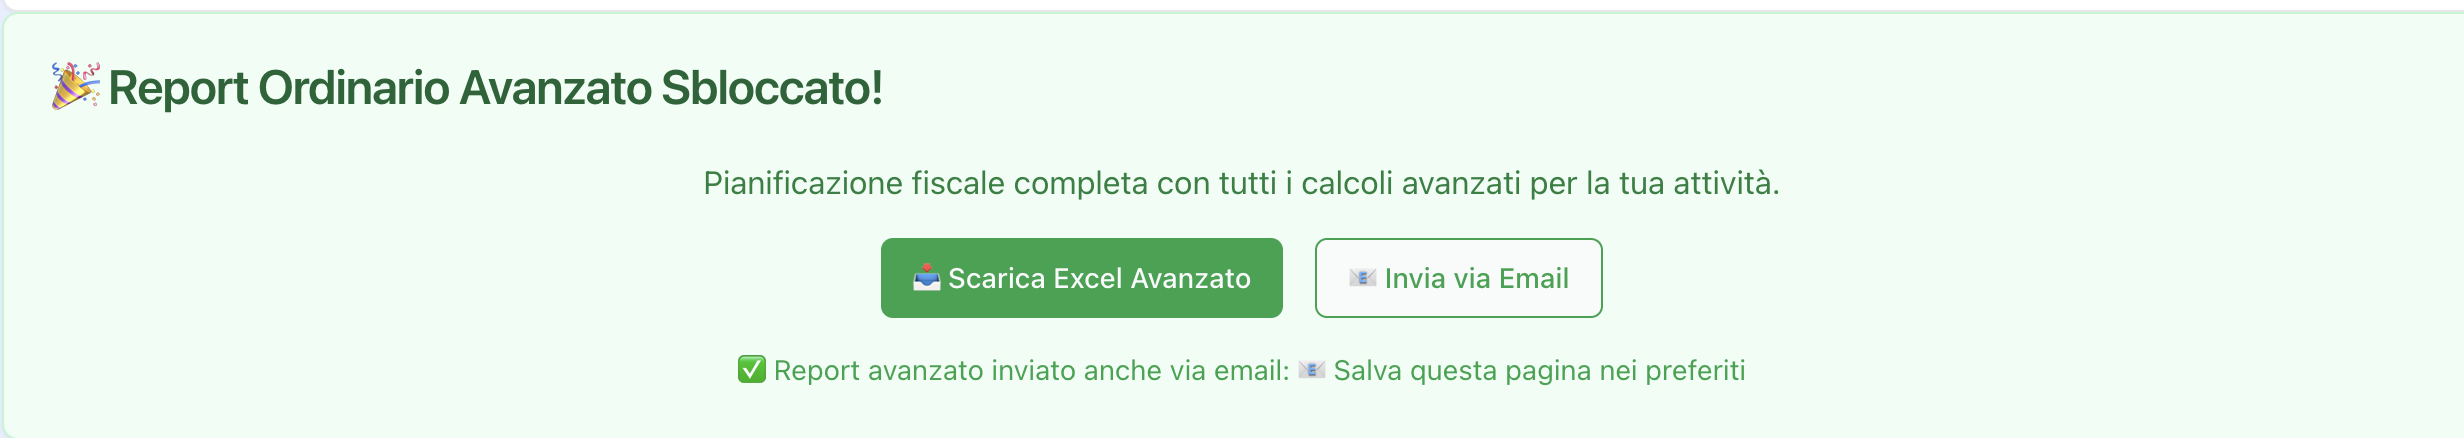 🎉 Report Ordinario Avanzato Sbloccato!
Pianificazione fiscale completa con tutti i calcoli avanzati per la tua attività.
📥 Scarica Excel Avanzato
📧 Invia via Email
✅ Report avanzato inviato anche via email: 📧 Salva questa pagina nei preferiti